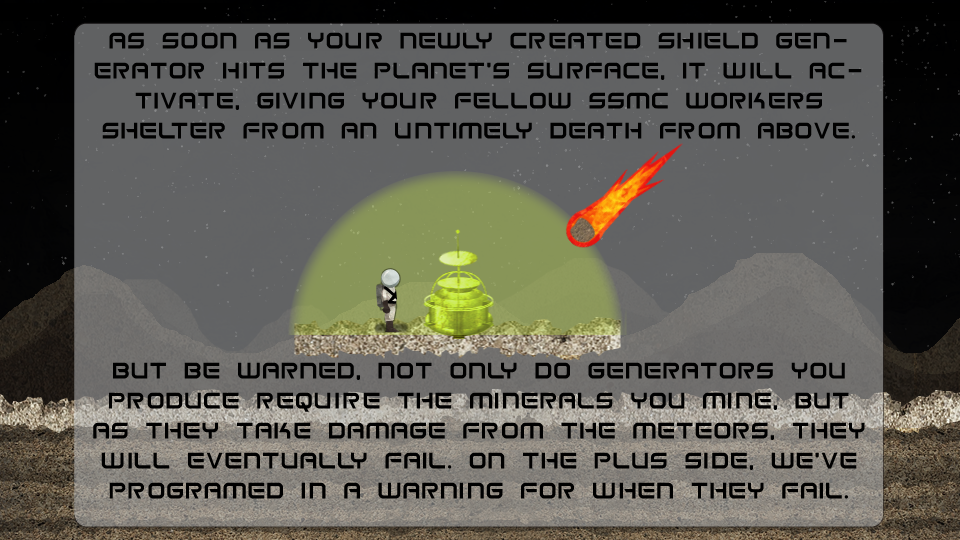 AS SOON AS YOUR NEWLY CREATED SHIELD GEN-
ERATOR HITS THE PLANET'S SURFACE, IT WILL AC-
TIVATE, GIVING YOUR FELLOW SSMC WORKERS
SHELTER FROM AN UNTIMELY DEATH FROM ABOVE.
BUT BE WARNED, NOT ONLY DO GENERATORS YOU
PRODUCE REQUIRE THE MINERALS YOU MINE, BUT
AS THEY TAKE DAMAGE FROM THE METEORS, THEY
WILL EVENTUALLY FAIL. ON THE PLUS SIDE, WE'VE
PROGRAMED IN A WARNING FOR WHEN THEY FAIL.